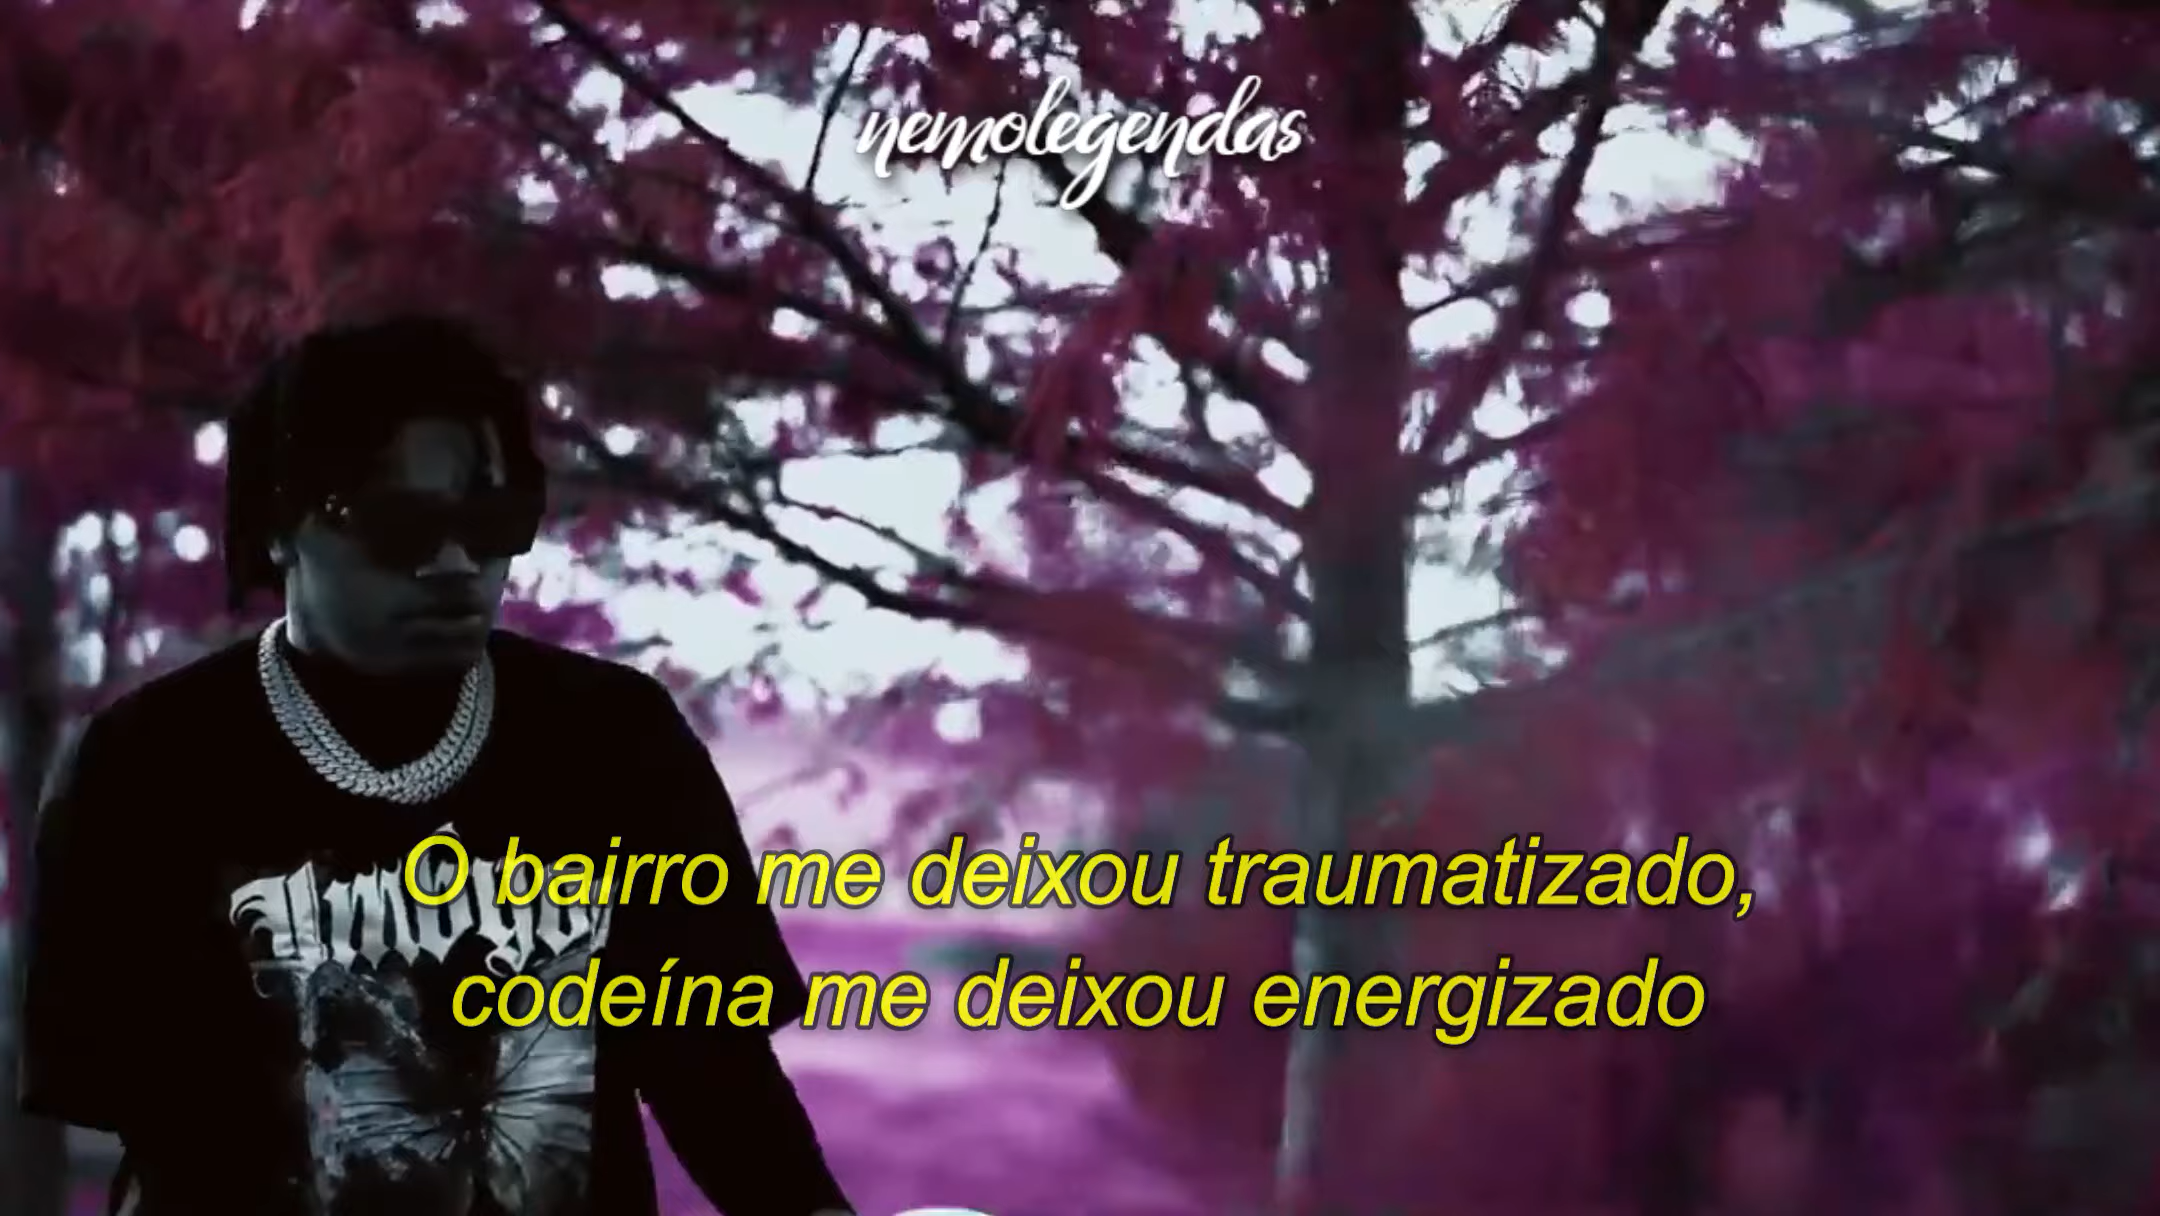 nemolegendas
O bairro me deixou traumatizado,
codeína me deixou energizado